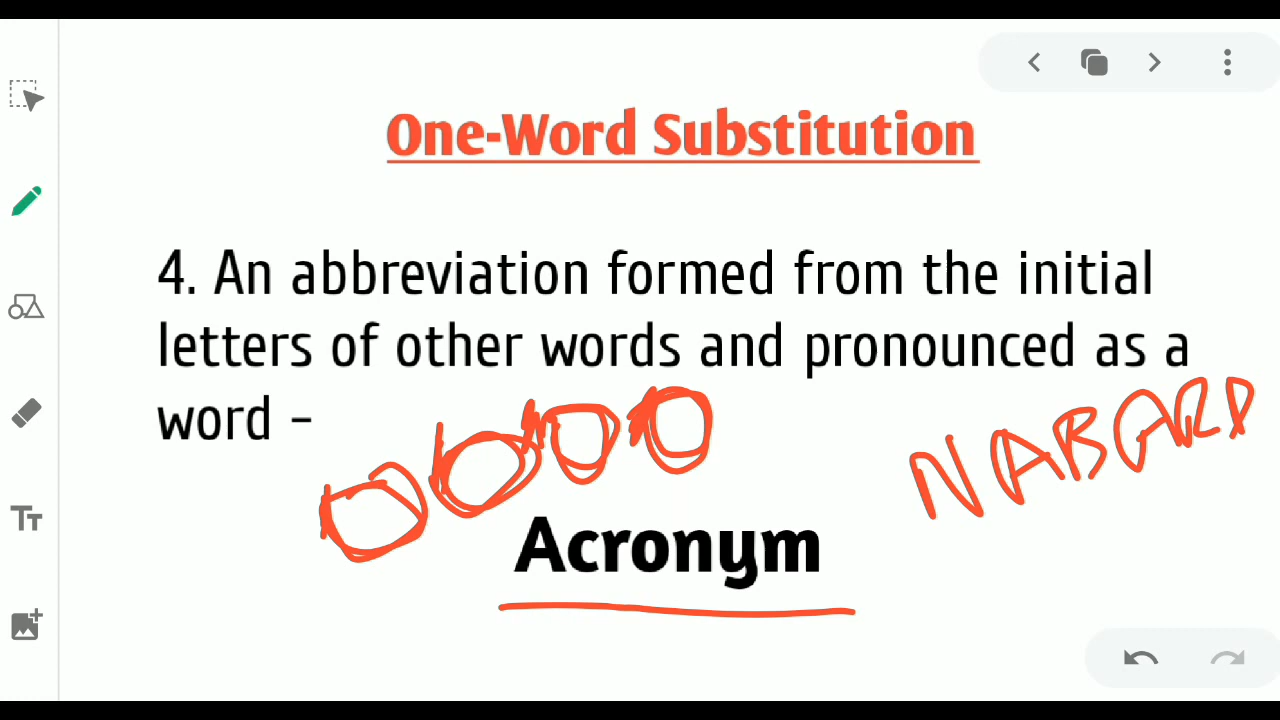 One-Word Substitution
4. An abbreviation formed from the initial
letters of other words and pronounced as a
word -
NABARD
Acronym
Tт